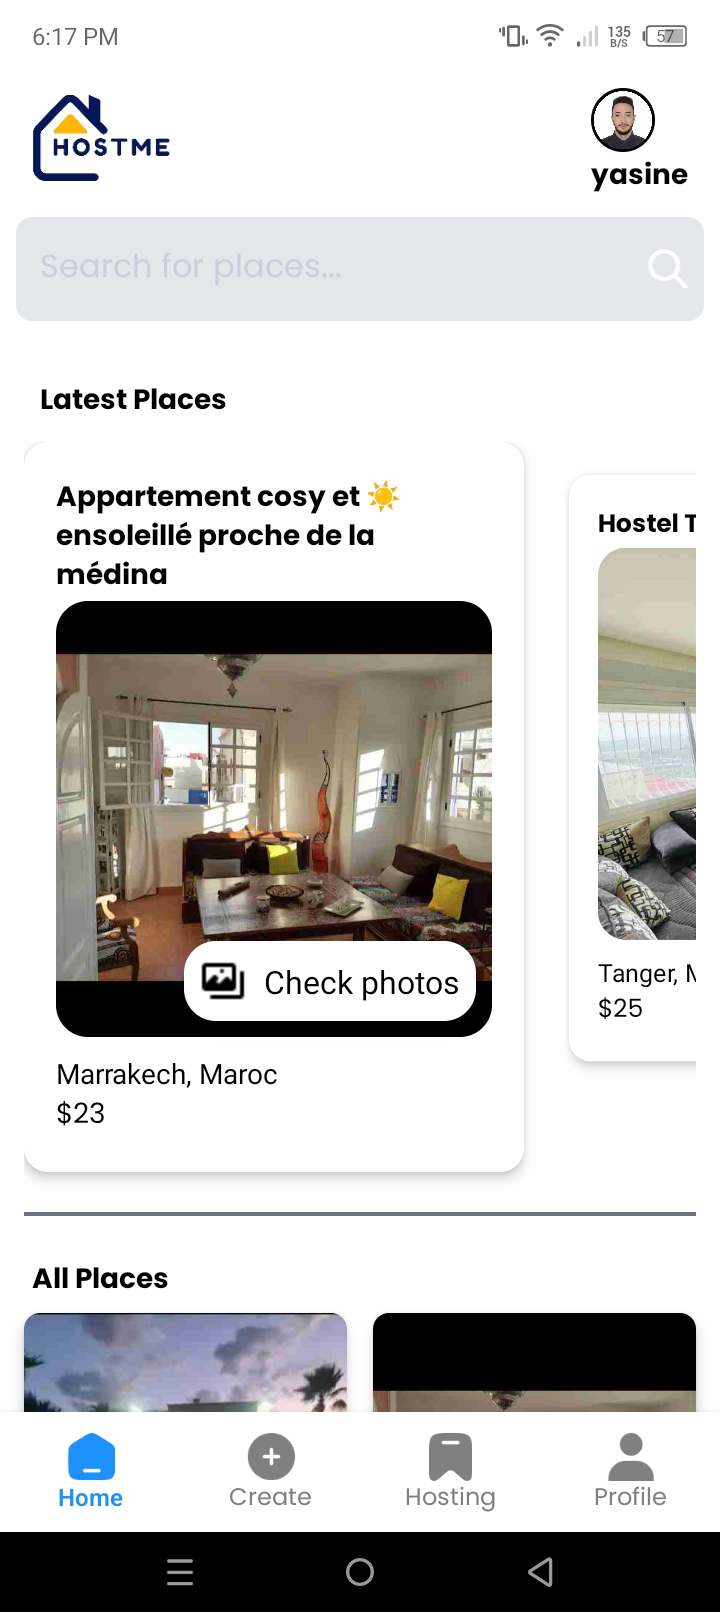 6:17 PM
135
B/S
57
HOSTME
yasine
Search for places...
Latest Places
Appartement cosy et ☀️
ensoleillé proche de la
médina
Check photos
Marrakech, Maroc
$23
Hostel T
Tanger, M
$25
All Places
Home
Create
Hosting
Profile